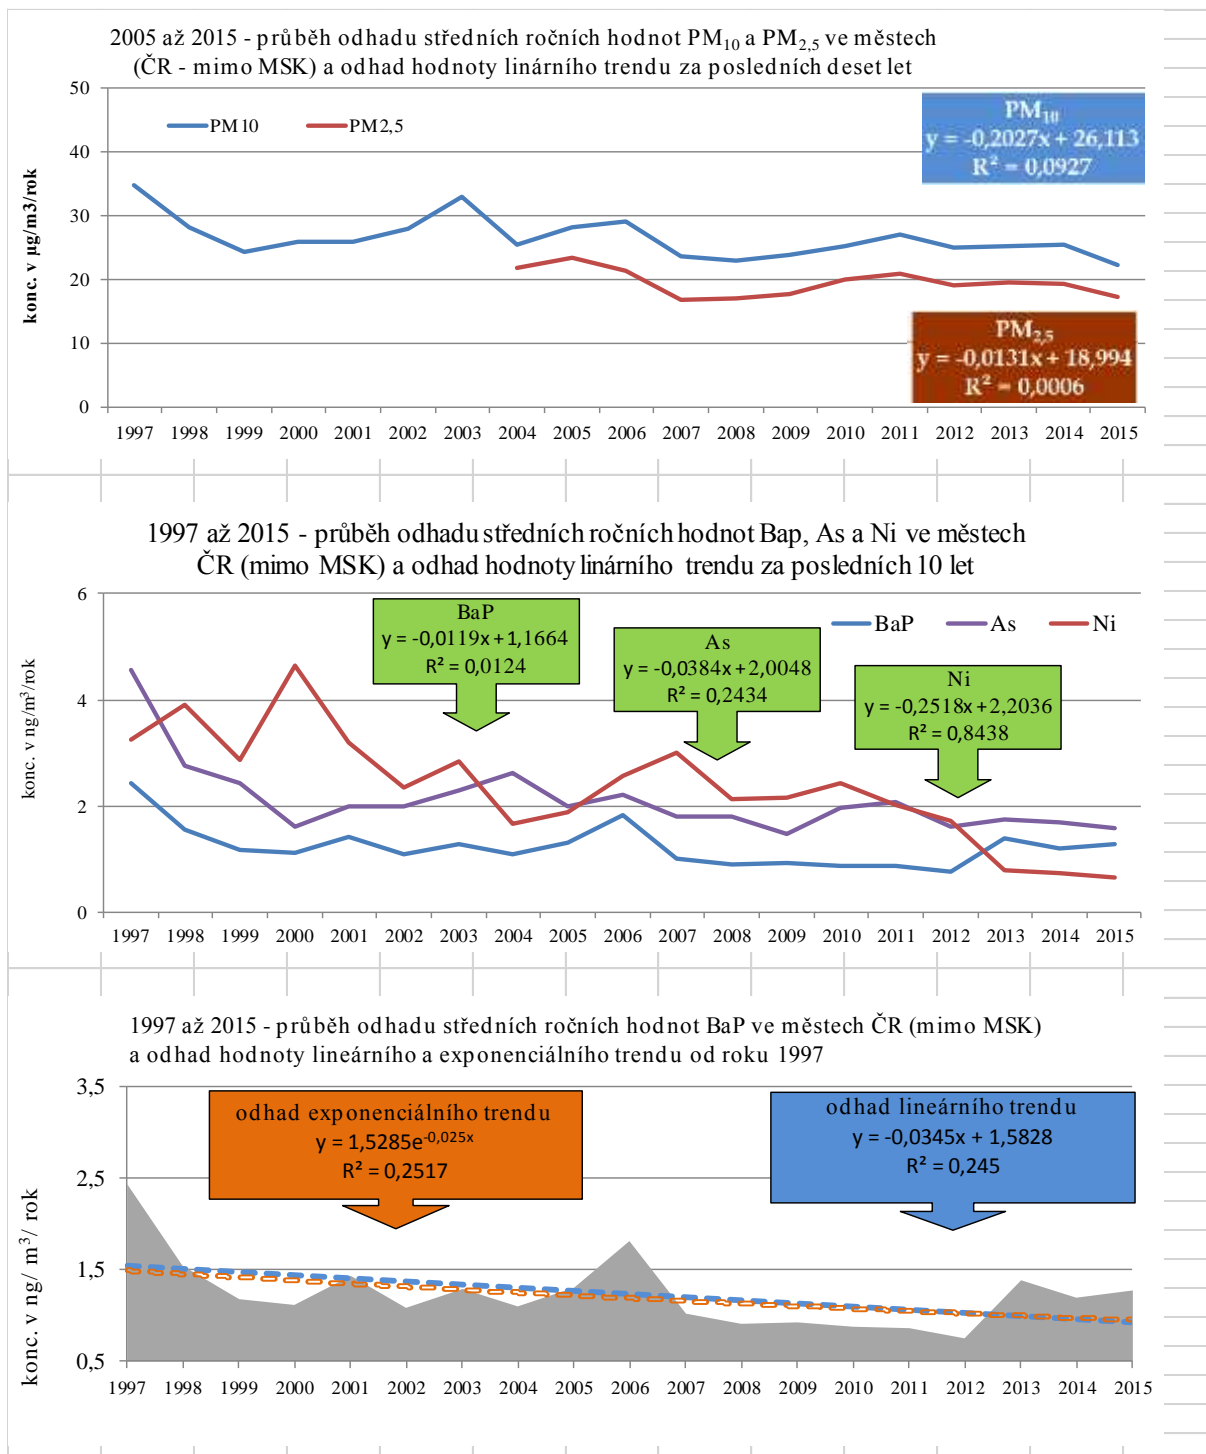 2005 až 2015 - průběh odhadu středních ročních hodnot PM10 a PM2,5 ve městech
(ČR - mimo MSK) a odhad hodnoty linárního trendu za posledních deset let
konc. v µg/m3/rok
50
40
30
20
10
0
PM10
PM2,5
PM10
y = -0,2027x + 26,113
R² = 0,0927
PM2,5
y = -0,0131x + 18,994
R² = 0,0006
1997 1998 1999 2000 2001 2002 2003 2004 2005 2006 2007 2008 2009 2010 2011 2012 2013 2014 2015
1997 až 2015 - průběh odhadu středních ročních hodnot Bap, As a Ni ve městech
ČR (mimo MSK) a odhad hodnoty linárního trendu za posledních 10 let
konc. v ng/m³/rok
6
4
2
0
BaP
y = -0,0119x + 1,1664
R² = 0,0124
As
y = -0,0384x + 2,0048
R² = 0,2434
BaP
As
Ni
Ni
y = -0,2518x + 2,2036
R² = 0,8438
1997 1998 1999 2000 2001 2002 2003 2004 2005 2006 2007 2008 2009 2010 2011 2012 2013 2014 2015
1997 až 2015 - průběh odhadu středních ročních hodnot BaP ve městech ČR (mimo MSK)
a odhad hodnoty lineárního a exponenciálního trendu od roku 1997
konc. v ng/ m³/ rok
3,5
2,5
1,5
0,5
odhad exponenciálního trendu
y = 1,5285e^-0,025x
R² = 0,2517
odhad lineárního trendu
y = -0,0345x + 1,5828
R² = 0,245
1997 1998 1999 2000 2001 2002 2003 2004 2005 2006 2007 2008 2009 2010 2011 2012 2013 2014 2015